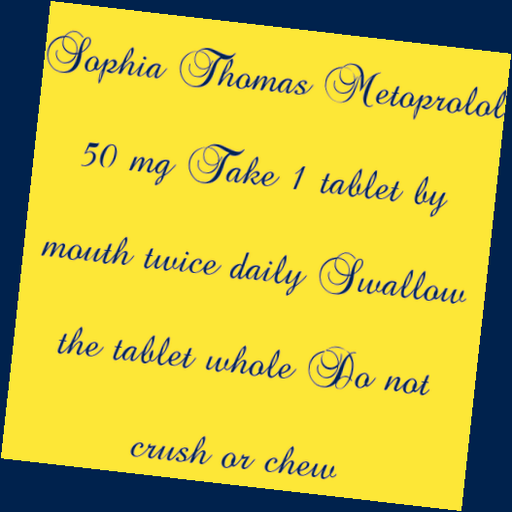 Sophia Thomas Metoprolol
50 mg Take 1 tablet by
mouth twice daily Swallow
the tablet whole Do not
crush or chew